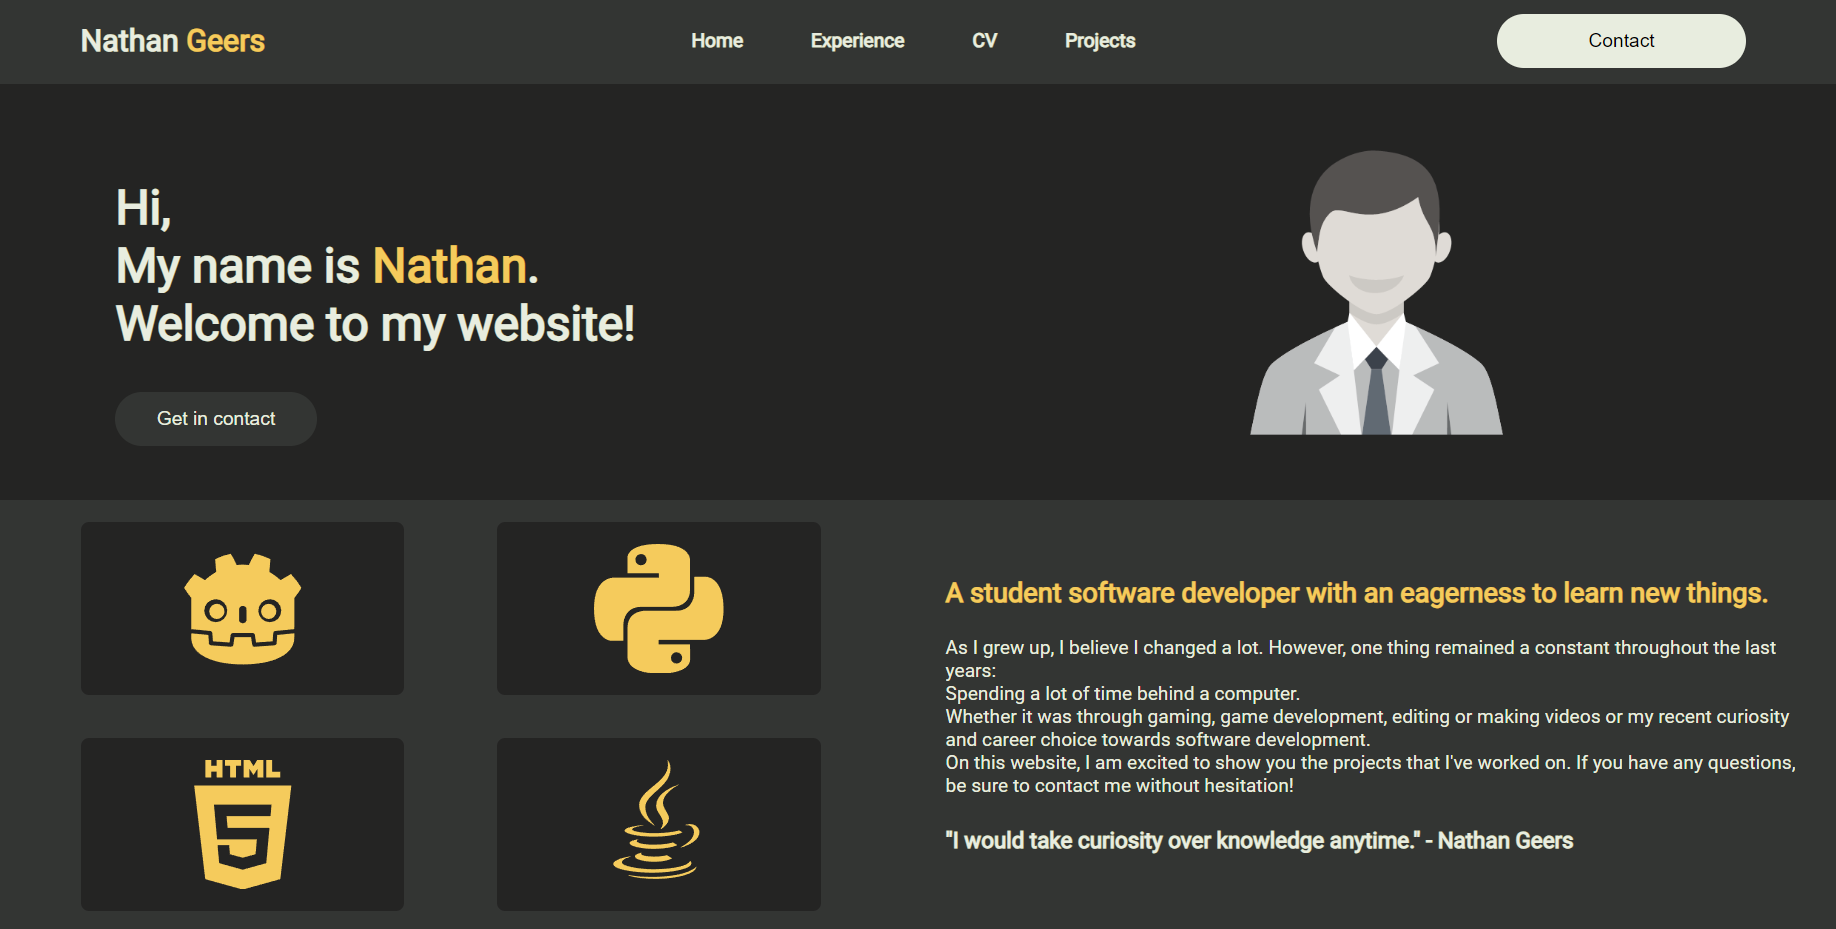 Nathan Geers
Home
Experience
CV
Projects
Contact
Hi,
My name is Nathan.
Welcome to my website!
Get in contact
HTML
5
A student software developer with an eagerness to learn new things.
As I grew up, I believe I changed a lot. However, one thing remained a constant throughout the last
years:
Spending a lot of time behind a computer.
Whether it was through gaming, game development, editing or making videos or my recent curiosity
and career choice towards software development.
On this website, I am excited to show you the projects that I've worked on. If you have any questions,
be sure to contact me without hesitation!
"I would take curiosity over knowledge anytime." - Nathan Geers